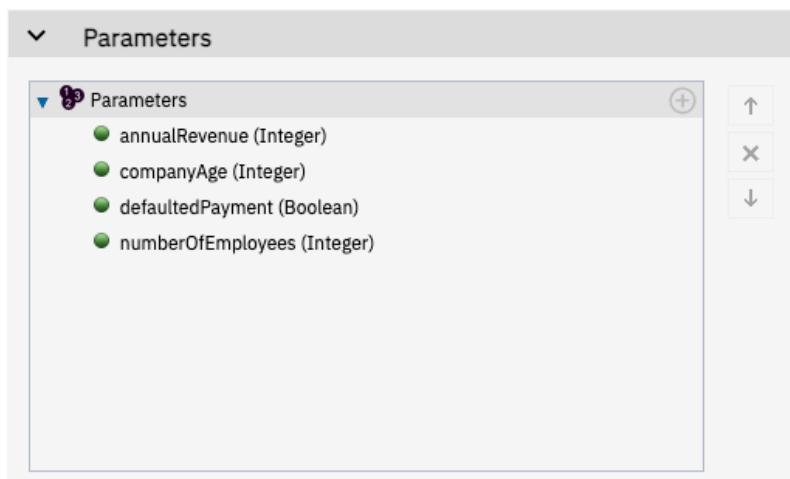 Parameters
Parameters
annualRevenue (Integer)
companyAge (Integer)
defaultedPayment (Boolean)
numberOfEmployees (Integer)